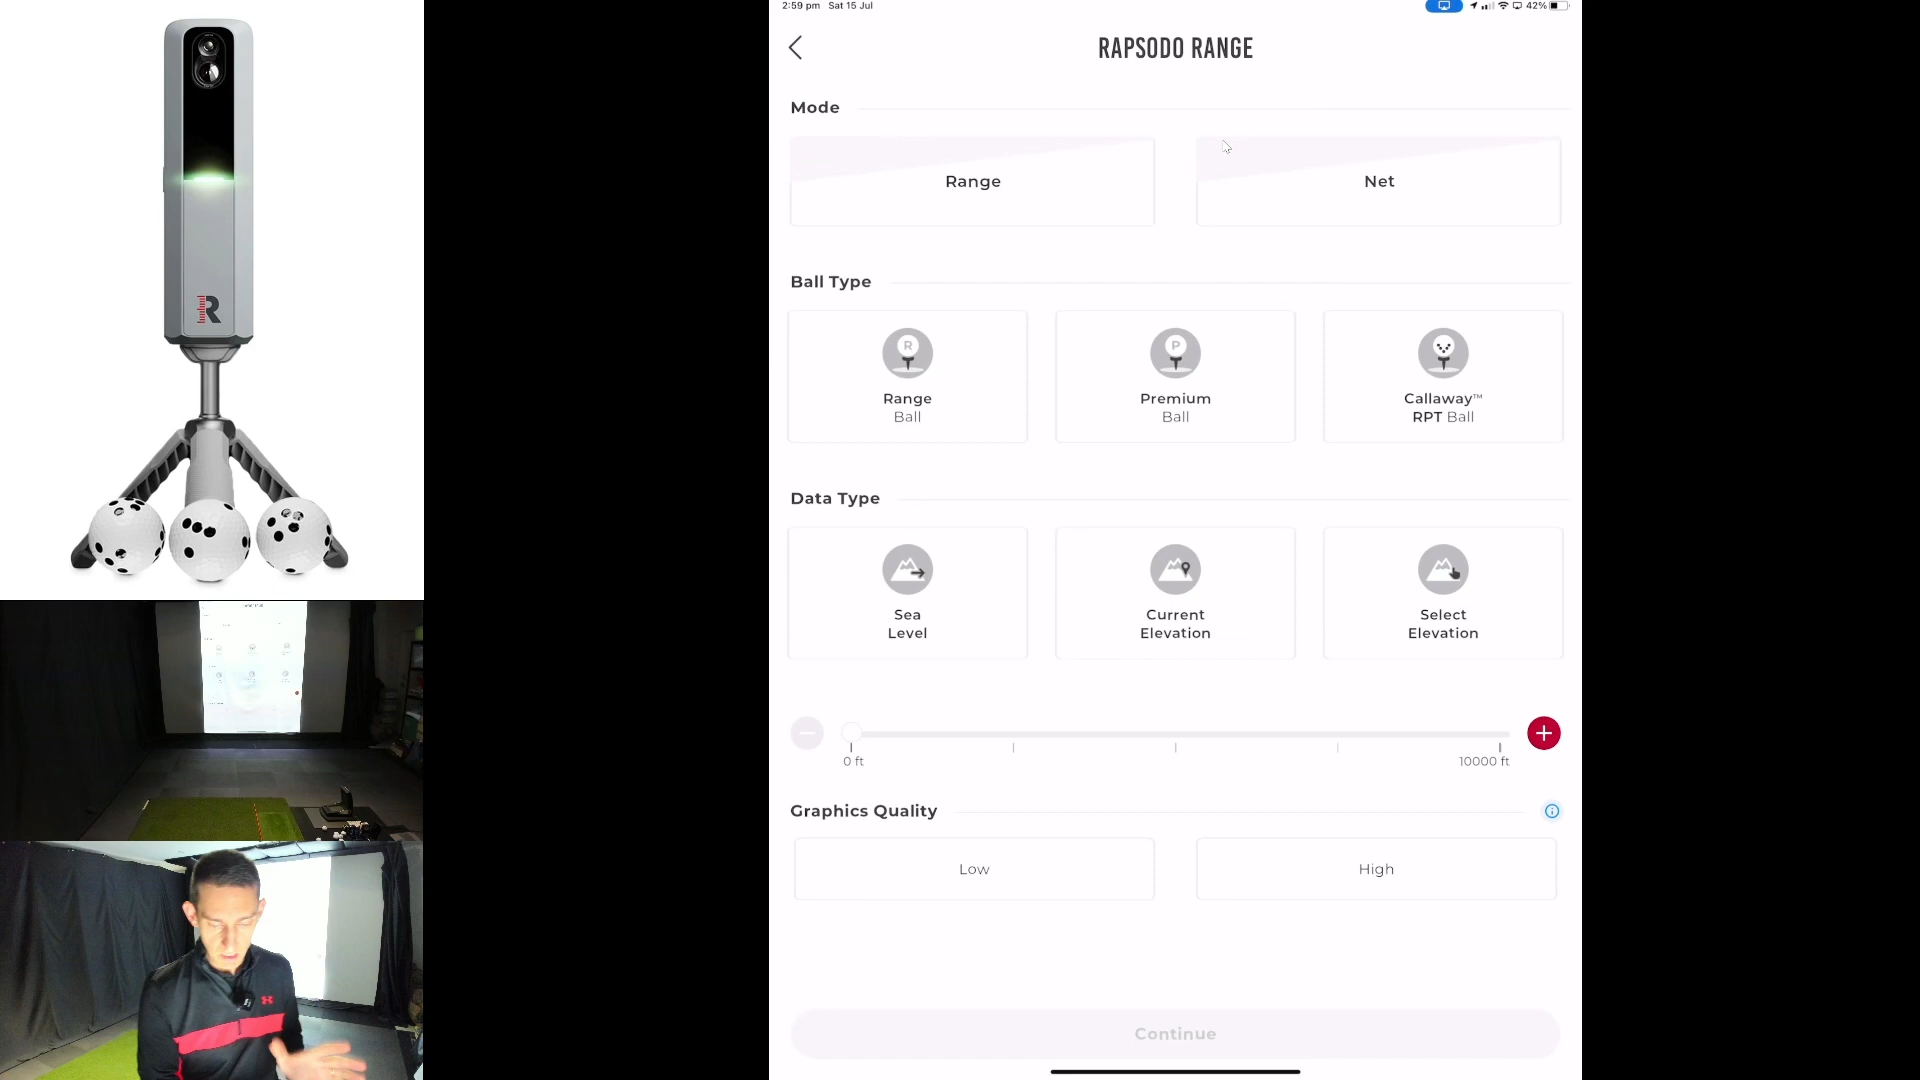 2:59 pm Sat 15 Jul
42%
RAPSODO RANGE
Mode
Range
Net
Ball Type
R
Range
Ball
P
Premium
Ball
Callaway™
RPT Ball
Data Type
Sea
Level
Current
Elevation
Select
Elevation
0 ft
10000 ft
Graphics Quality
Low
High
Continue
R